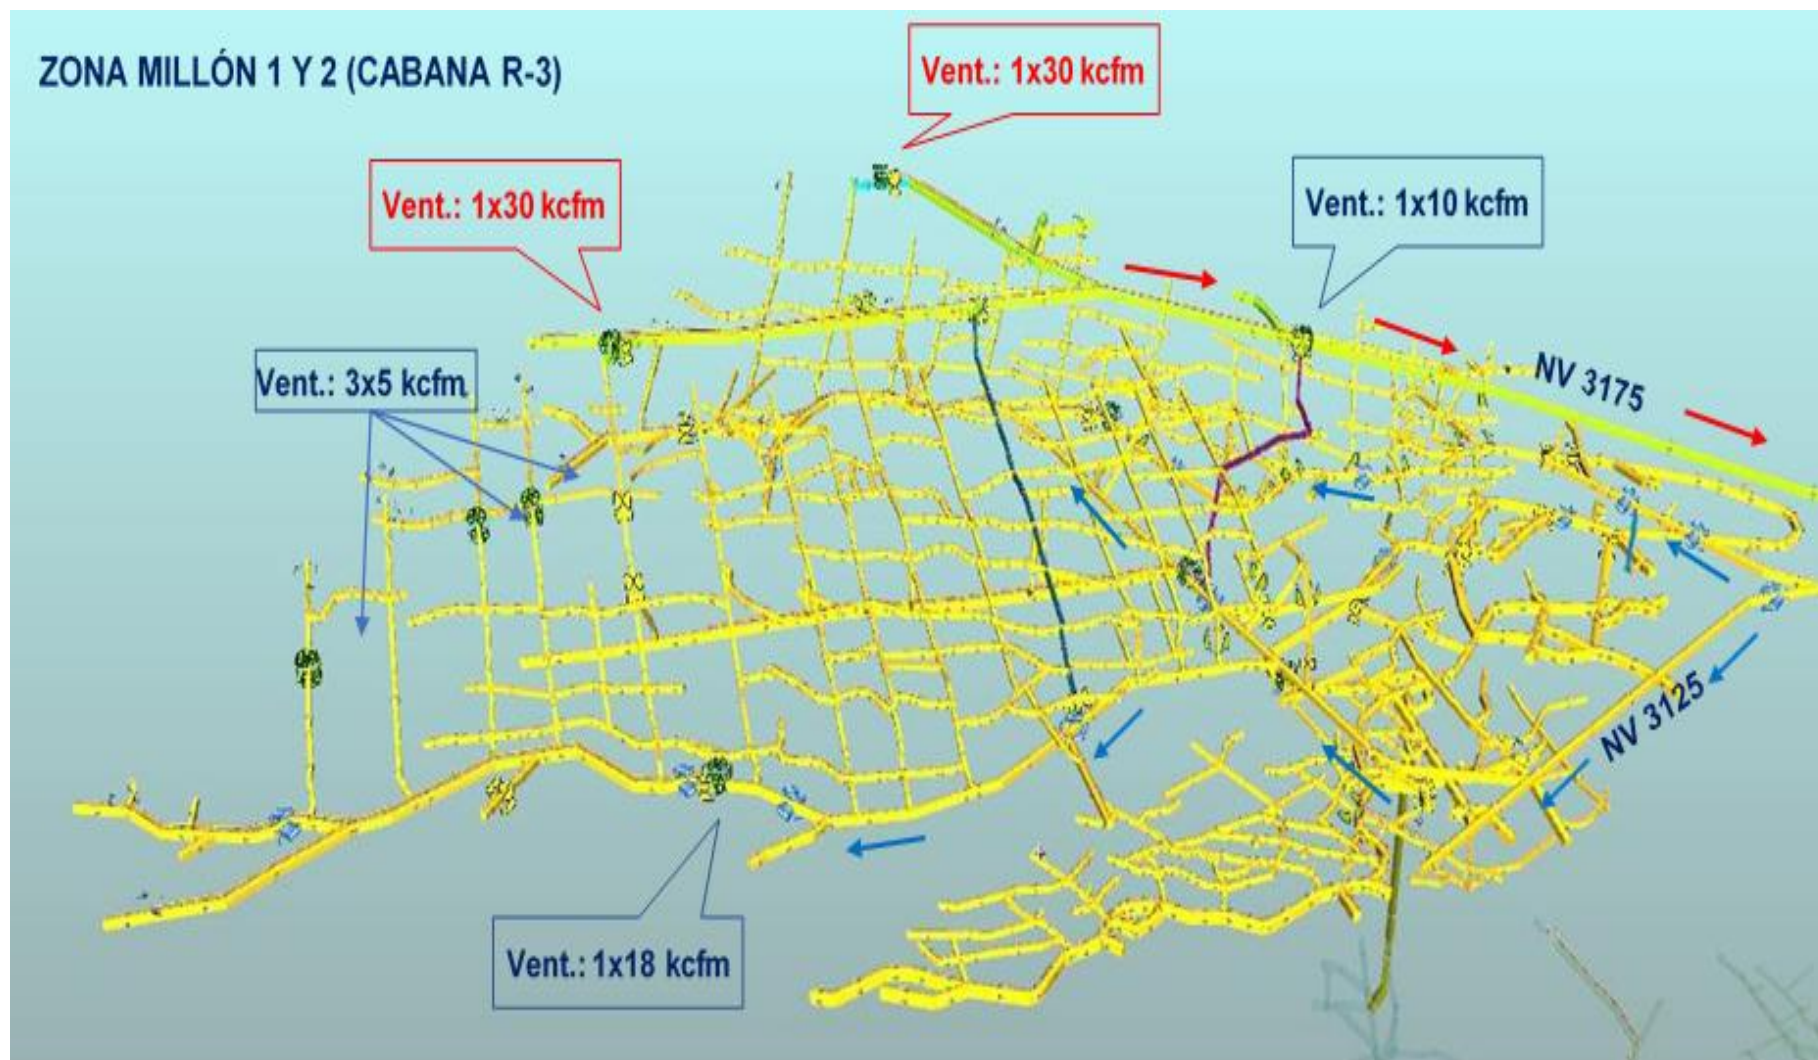 ZONA MILLÓN 1 Y 2 (CABANA R-3)
Vent.: 1x30 kcfm
Vent.: 1x30 kcfm
Vent.: 1x10 kcfm
Vent.: 3x5 kcfm
NV 3175
NV 3125
Vent.: 1x18 kcfm